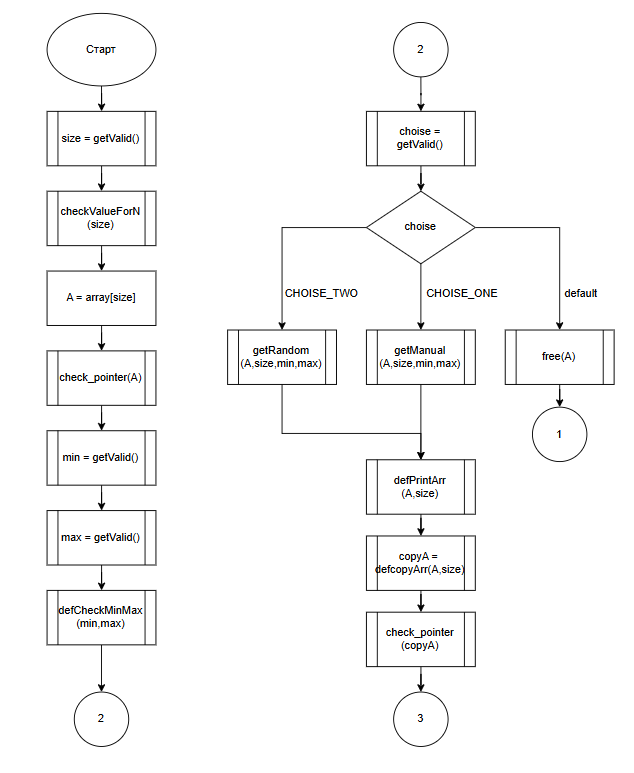 Старт
size = getValid()
checkValueForN
(size)
A = array[size]
check_pointer(A)
min = getValid()
max = getValid()
defCheckMinMax
(min,max)
2
2
choise =
getValid()
choise
CHOISE_TWO
CHOISE_ONE
default
getRandom
(A,size,min,max)
getManual
(A,size,min,max)
free(A)
1
defPrintArr
(A,size)
copyA =
defcopyArr(A,size)
check_pointer
(copyA)
3